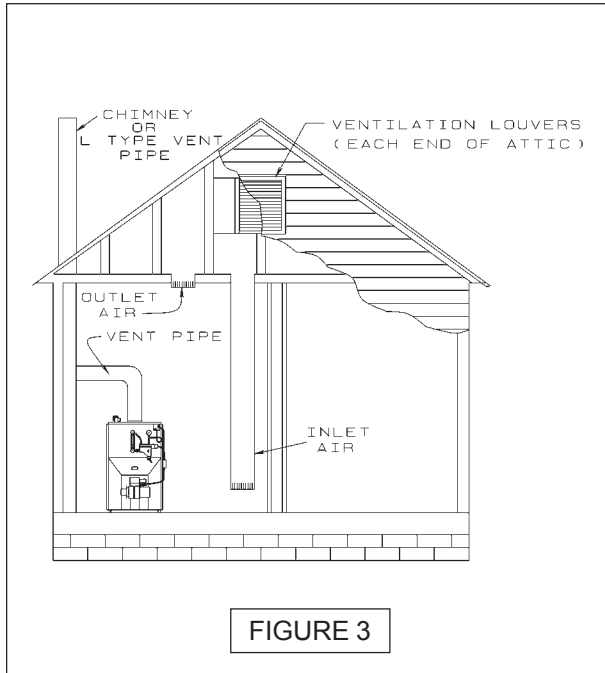 CHIMNEY
OR
L TYPE VENT
PIPE
VENTILATION LOUVERS
(EACH END OF ATTIC)
OUTLET
AIR
VENT PIPE
INLET
AIR
FIGURE 3